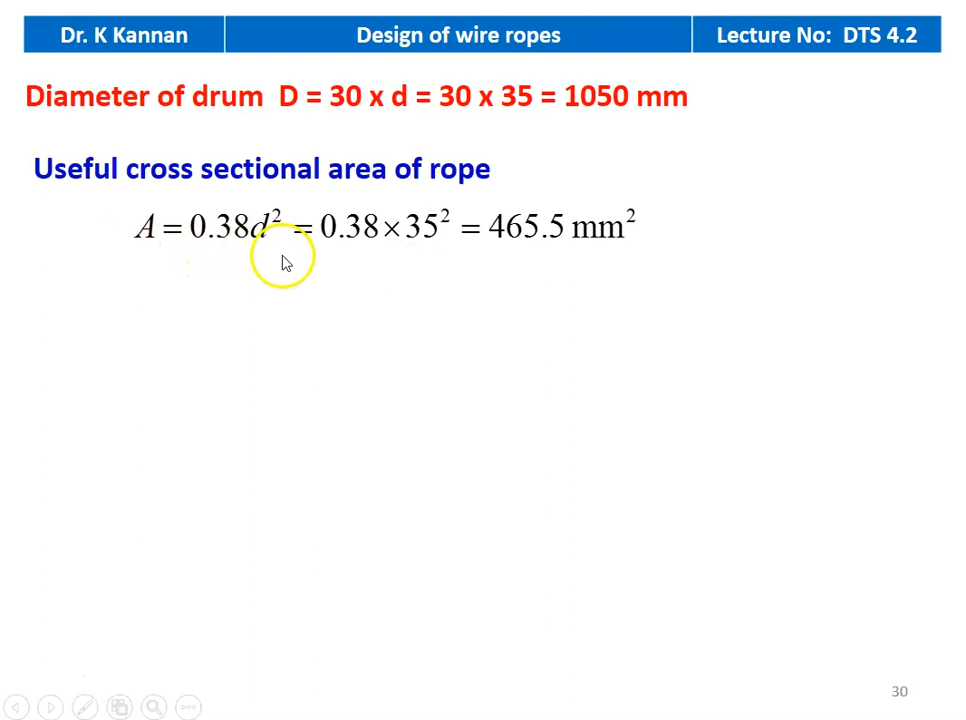 Dr. K Kannan Design of wire ropes Lecture No: DTS 4.2
Diameter of drum D = 30 x d = 30 x 35 = 1050 mm
Useful cross sectional area of rope
A = 0.38d² = 0.38 × 35² = 465.5 mm²
30